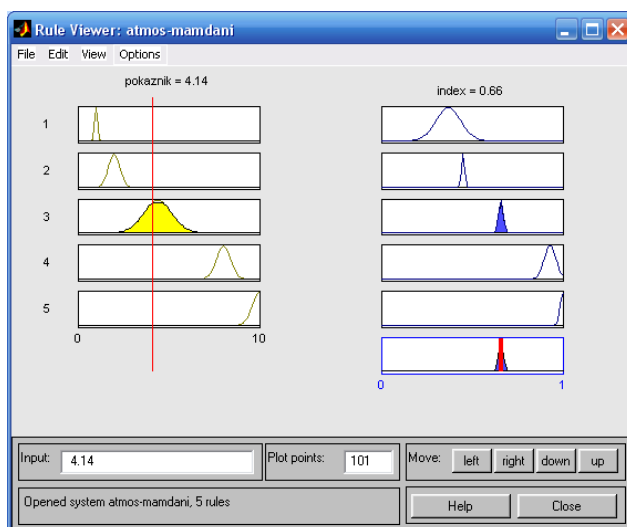 Rule Viewer: atmos-mamdani
File Edit View Options
pokaznik = 4.14
index = 0.66
1
2
3
4
5
0 10
0 1
Input: 4.14 Plot points: 101 Move: left right down up
Opened system atmos-mamdani, 5 rules Help Close